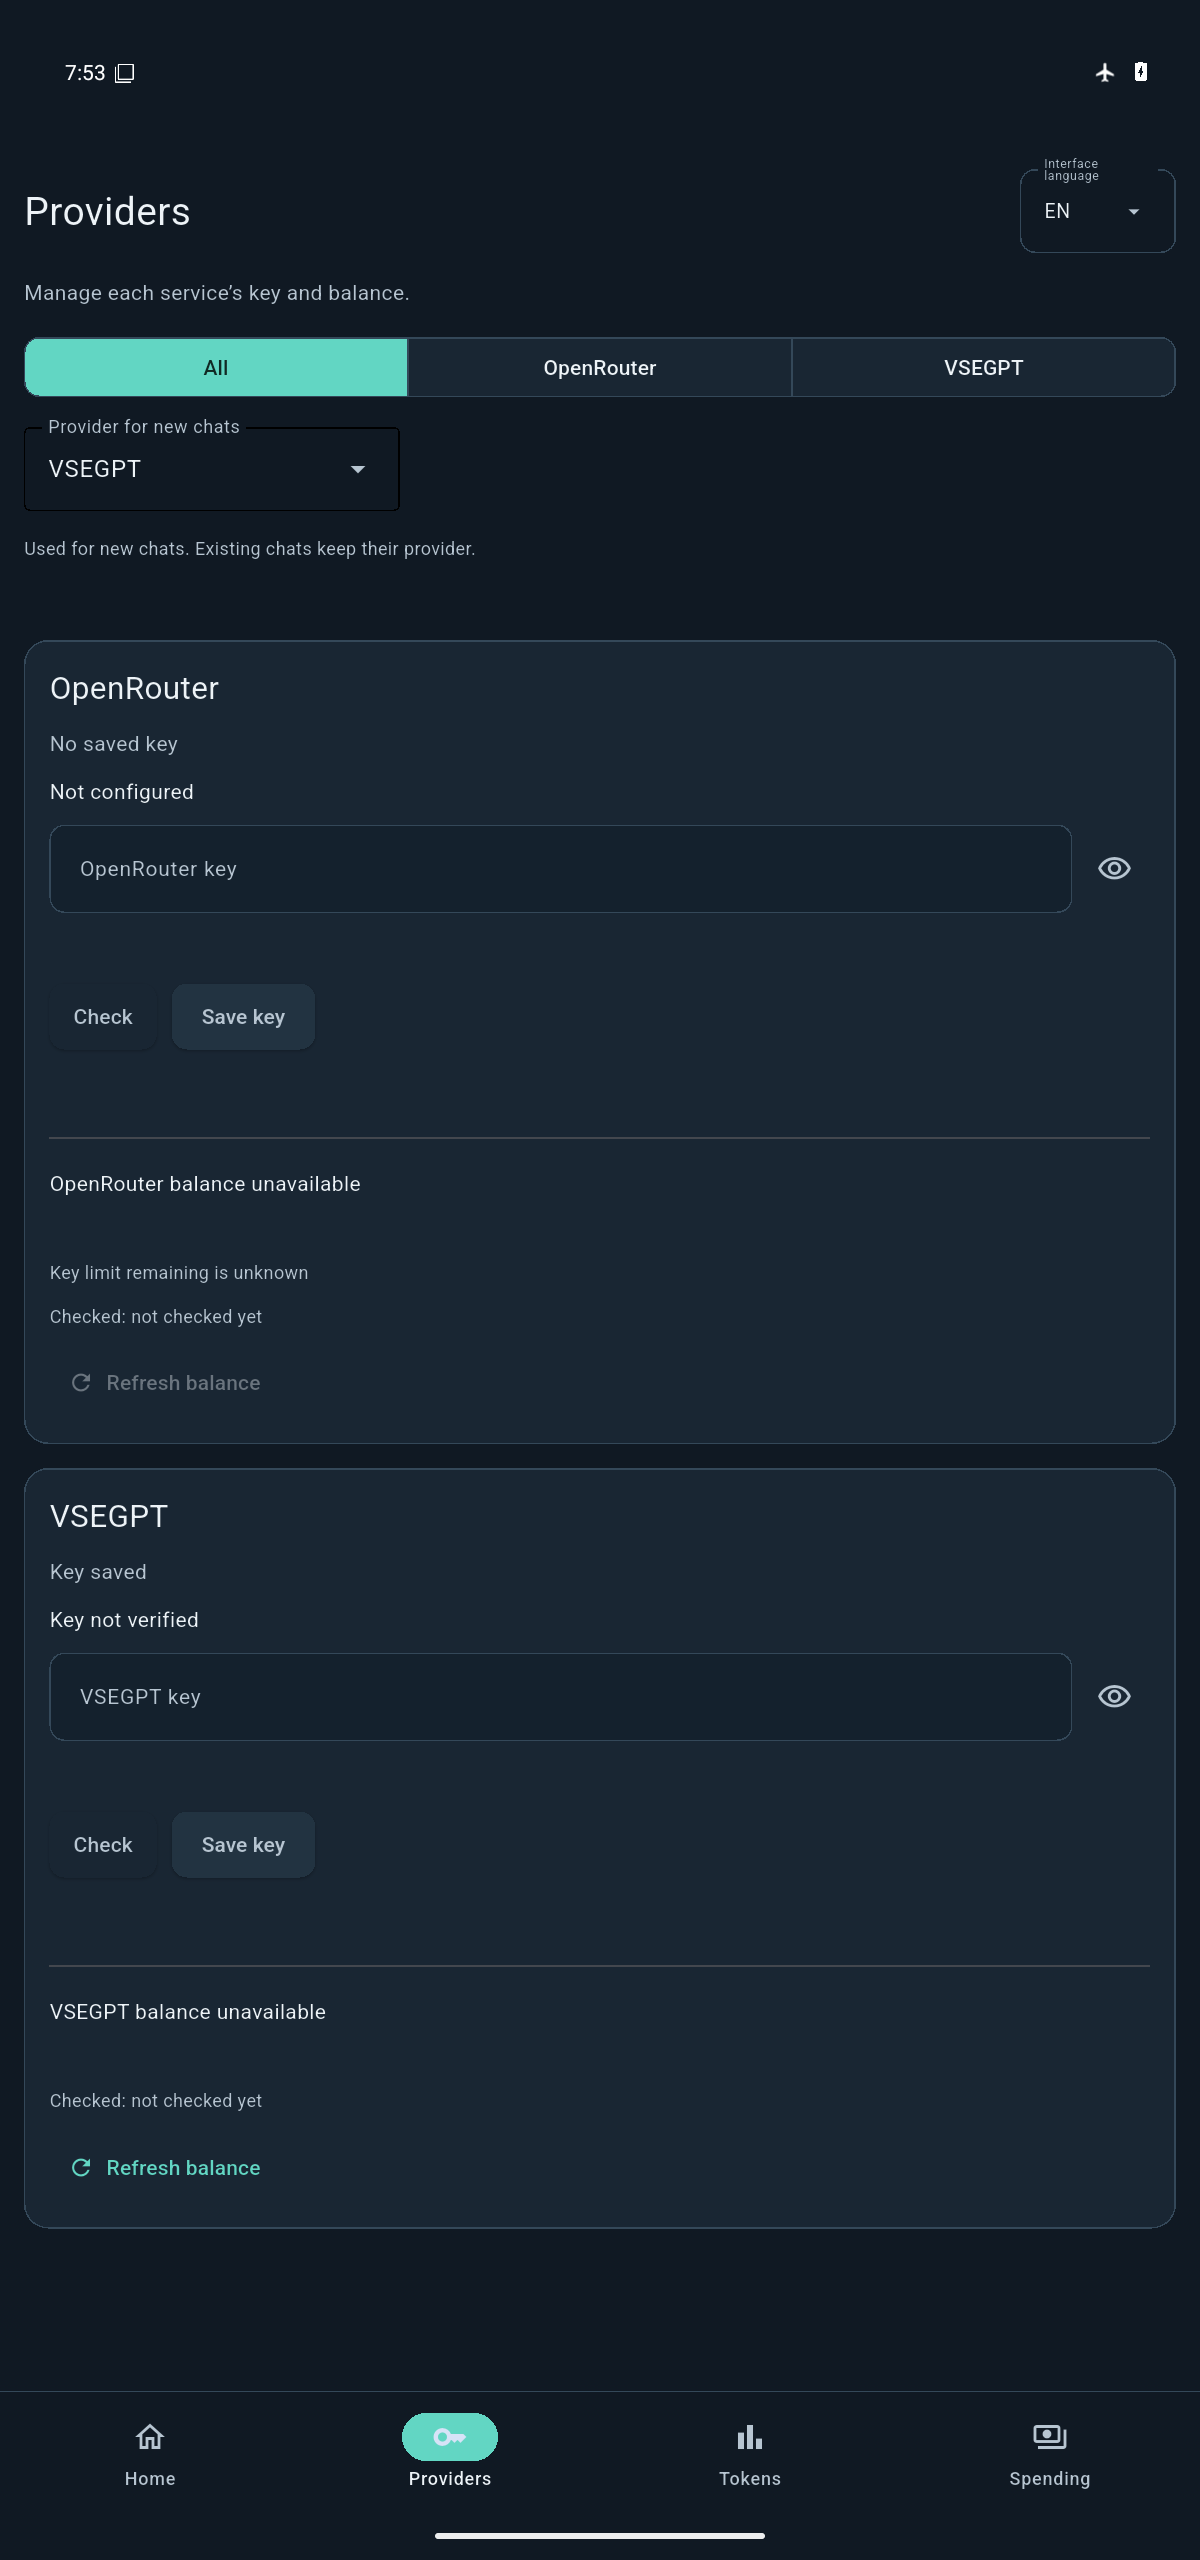 7:53
Interface
language
Providers
EN
Manage each service’s key and balance.
All
OpenRouter
VSEGPT
Provider for new chats
VSEGPT
Used for new chats. Existing chats keep their provider.
OpenRouter
No saved key
Not configured
OpenRouter key
Check
Save key
OpenRouter balance unavailable
Key limit remaining is unknown
Checked: not checked yet
Refresh balance
VSEGPT
Key saved
Key not verified
VSEGPT key
Check
Save key
VSEGPT balance unavailable
Checked: not checked yet
Refresh balance
Home
Providers
Tokens
Spending